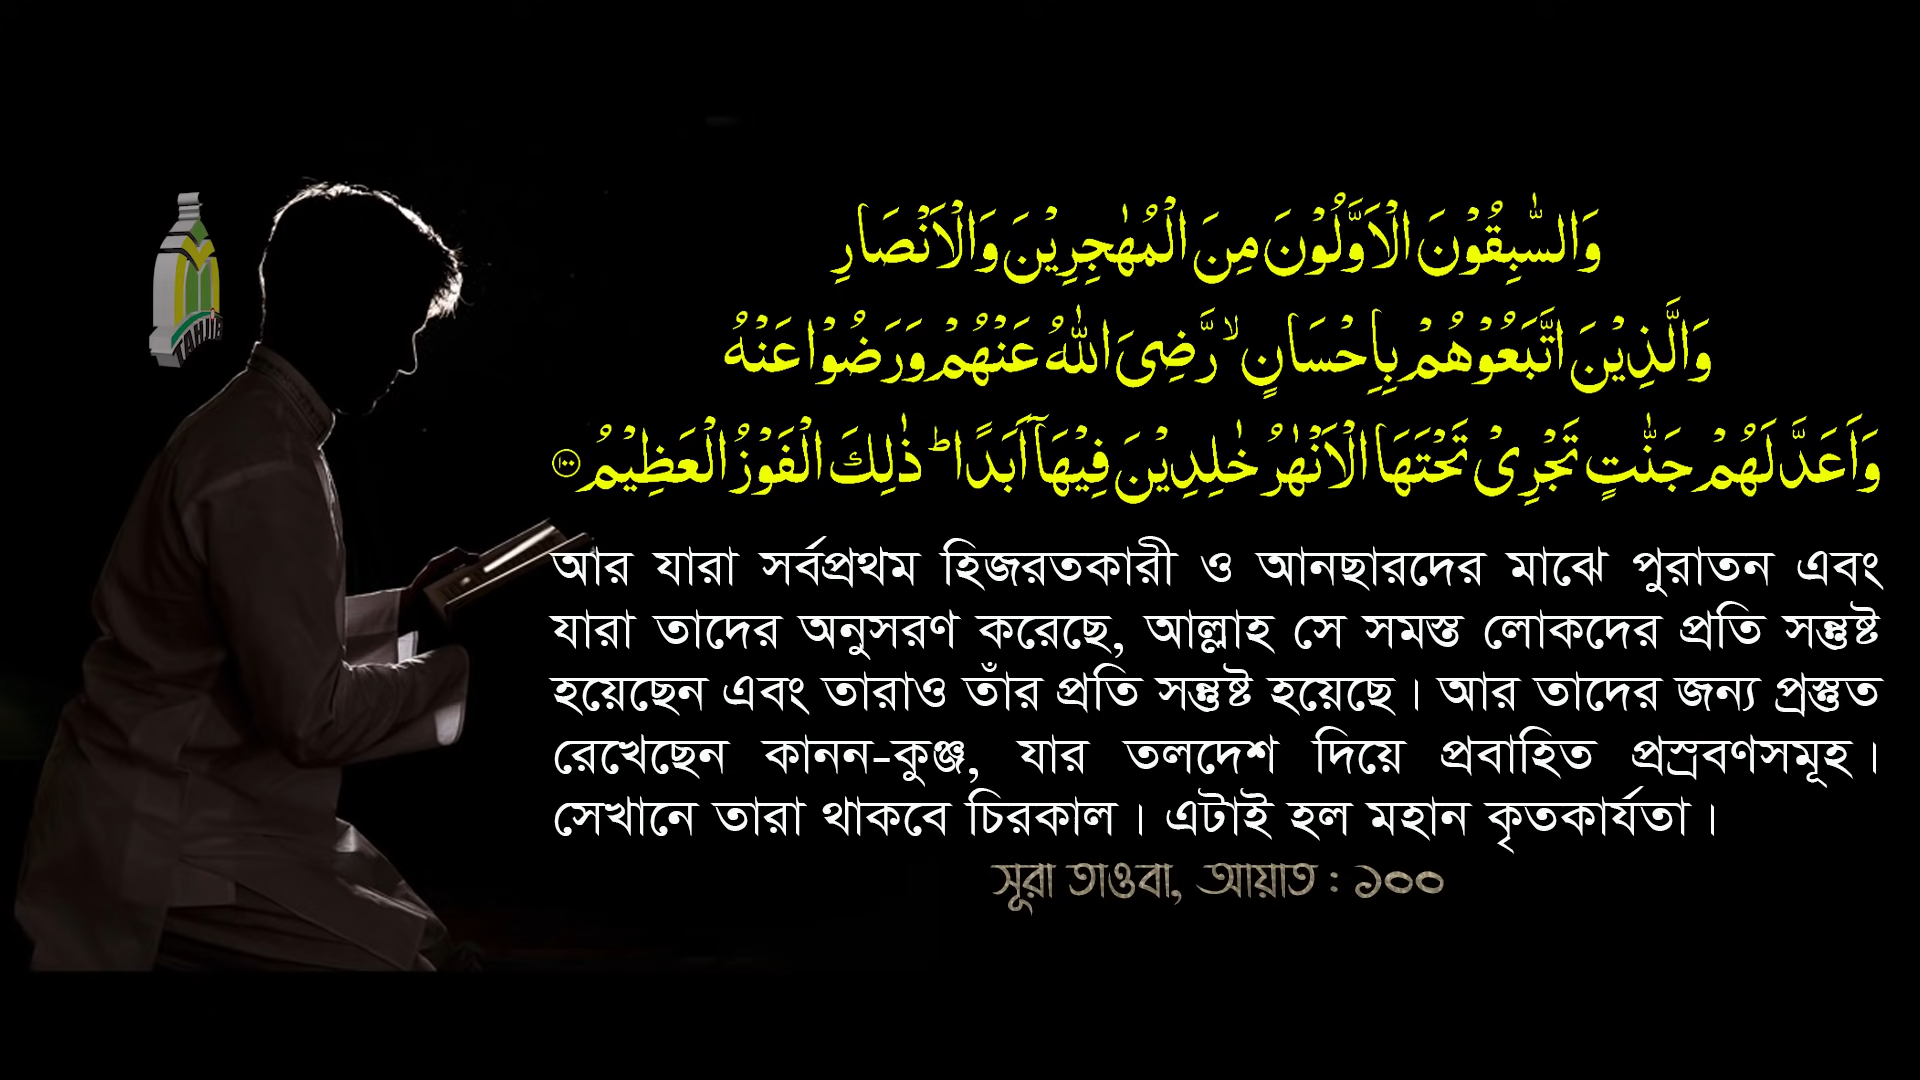 TAHJIB
وَالسّٰبِقُوْنَ الْاَوَّلُوْنَ مِنَ الْمُهٰجِرِيْنَ وَالْاَنْصَارِ
وَالَّذِيْنَ اتَّبَعُوْهُمْ بِاِحْسَانٍ ۙ رَّضِىَ اللّٰهُ عَنْهُمْ وَرَضُوْا عَنْهُ
وَاَعَدَّ لَهُمْ جَنّٰتٍ تَجْرِىْ تَحْتَهَا الْاَنْهٰرُ خٰلِدِيْنَ فِيْهَآ اَبَدًا ؕ ذٰلِكَ الْفَوْزُ الْعَظِيْمُ ۝۱۰۰
আর যারা সর্বপ্রথম হিজরতকারী ও আনছারদের মাঝে পুরাতন এবং
যারা তাদের অনুসরণ করেছে, আল্লাহ সে সমস্ত লোকদের প্রতি সন্তুষ্ট
হয়েছেন এবং তারাও তাঁর প্রতি সন্তুষ্ট হয়েছে। আর তাদের জন্য প্রস্তুত
রেখেছেন কানন-কুঞ্জ, যার তলদেশ দিয়ে প্রবাহিত প্রস্রবণসমূহ।
সেখানে তারা থাকবে চিরকাল। এটাই হল মহান কৃতকার্যতা।
সূরা তাওবা, আয়াত : ১০০